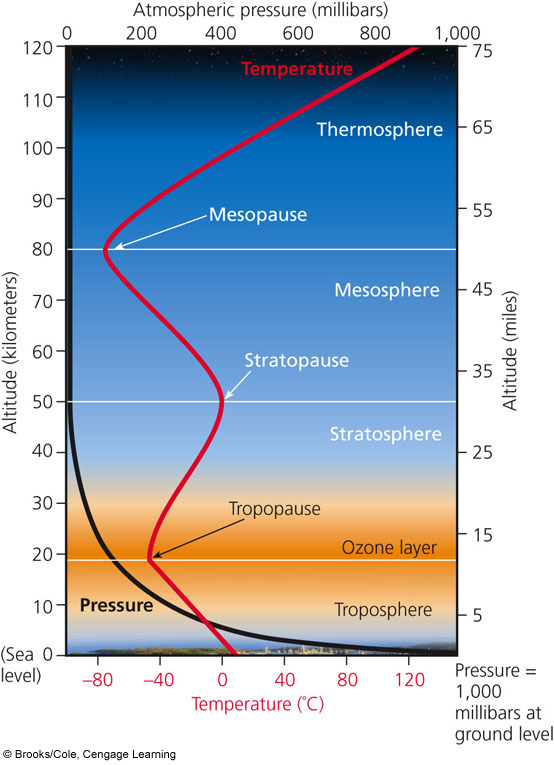 Atmospheric pressure (millibars)
0 200 400 600 800 1,000
120 75
Temperature
110
Thermosphere 65
100
90
55
Mesopause
80
Mesosphere 45
70
Altitude (kilometers)
Altitude (miles)
60
Stratopause 35
50
Stratosphere
40 25
30
Tropopause
15
20 Ozone layer
10 Pressure Troposphere 5
0
(Sea
level)
–80 –40 0 40 80 120
Temperature (˚C)
Pressure =
1,000
millibars at
ground level
© Brooks/Cole, Cengage Learning